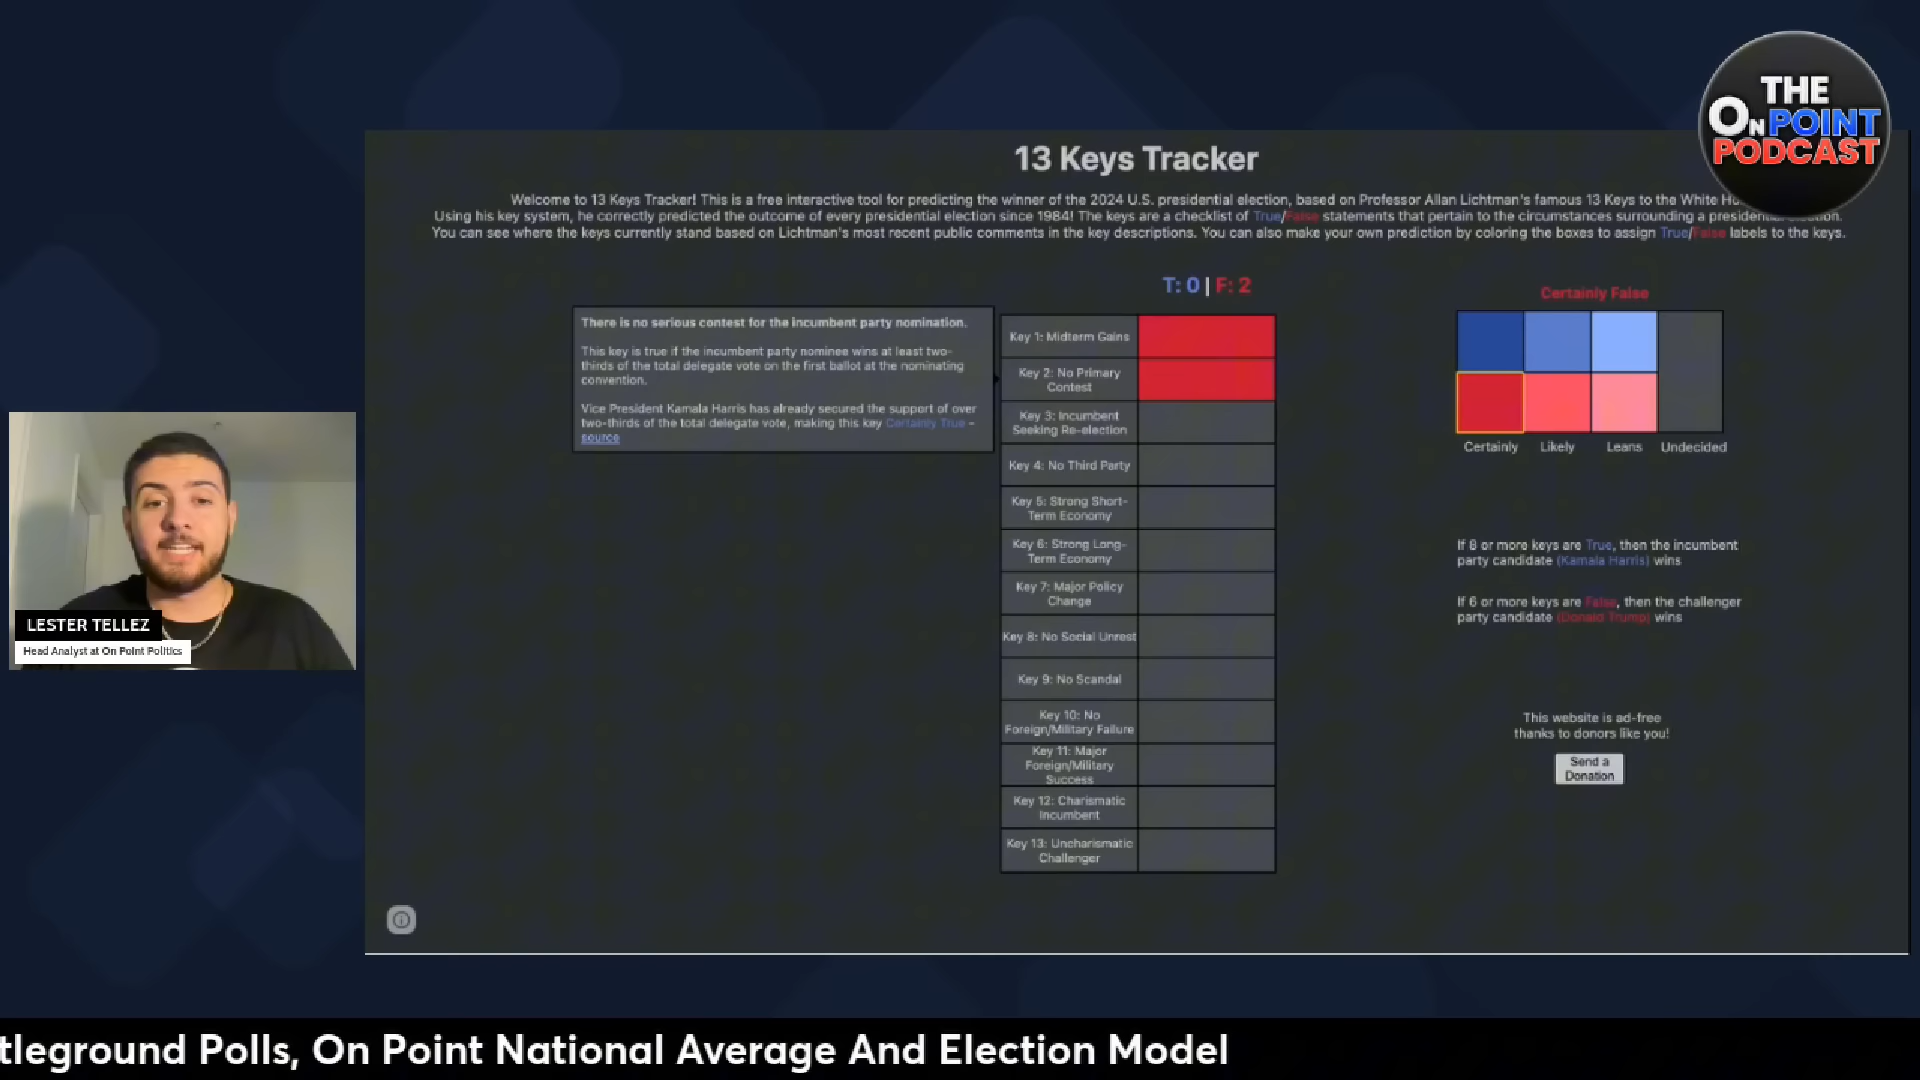 THE
ON POINT
PODCAST
13 Keys Tracker
Welcome to 13 Keys Tracker! This is a free interactive tool for predicting the winner of the 2024 U.S. presidential election, based on Professor Allan Lichtman's famous 13 Keys to the White
Using his key system, he correctly predicted the outcome of every presidential election since 1984! The keys are a checklist of True/False statements that pertain to the circumstances surrounding a presidential election.
You can see where the keys currently stand based on Lichtman's most recent public comments in the key descriptions. You can also make your own prediction by coloring the boxes to assign True/False labels to the keys.
T: 0 | F: 2
There is no serious contest for the incumbent party nomination.
This key is true if the incumbent party nominee wins at least two-
thirds of the total delegate vote on the first ballot at the nominating
convention.
Vice President Kamala Harris has already secured the support of over
two-thirds of the total delegate vote, making this key Certainly True -
source
Key 1: Midterm Gains
Key 2: No Primary
Contest
Key 3: Incumbent
Seeking Re-election
Key 4: No Third Party
Key 5: Strong Short-
Term Economy
Key 6: Strong Long-
Term Economy
Key 7: Major Policy
Change
Key 8: No Social Unrest
Key 9: No Scandal
Key 10: No
Foreign/Military Failure
Key 11: Major
Foreign/Military
Success
Key 12: Charismatic
Incumbent
Key 13: Uncharismatic
Challenger
Certainly False
Certainly Likely Leans Undecided
If 8 or more keys are True, then the incumbent
party candidate (Kamala Harris) wins
If 6 or more keys are False, then the challenger
party candidate (Donald Trump) wins
This website is ad-free
thanks to donors like you!
Send a
Donation
LESTER TELLEZ
Head Analyst at On Point Politics
tleground Polls, On Point National Average And Election Model